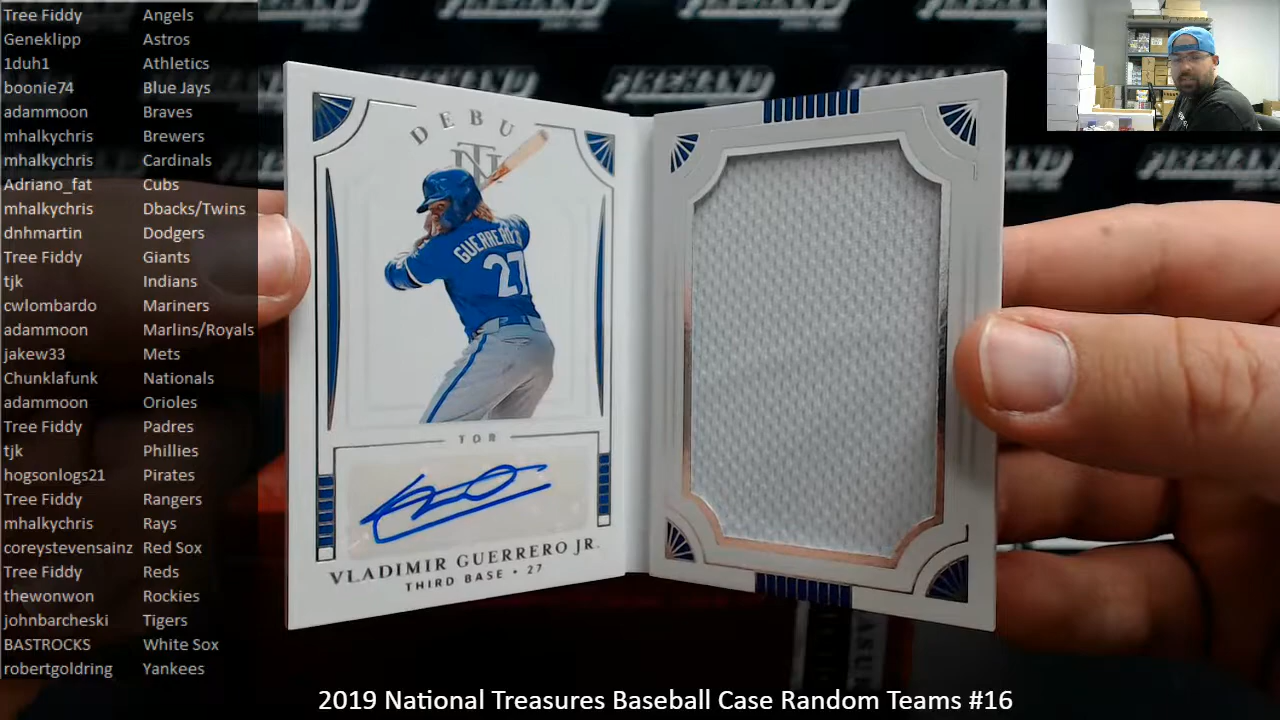 Tree Fiddy Angels
Geneklipp Astros
1duh1 Athletics
boonie74 Blue Jays
adammoon Braves
mhalkychris Brewers
mhalkychris Cardinals
Adriano_fat Cubs
mhalkychris Dbacks/Twins
dnhmartin Dodgers
Tree Fiddy Giants
tjk Indians
cwlombardo Mariners
adammoon Marlins/Royals
jakew33 Mets
Chunklafunk Nationals
adammoon Orioles
Tree Fiddy Padres
tjk Phillies
hogsonlogs21 Pirates
Tree Fiddy Rangers
mhalkychris Rays
coreystevensainz Red Sox
Tree Fiddy Reds
thewonwon Rockies
johnbarcheski Tigers
BASTROCKS White Sox
robertgoldring Yankees
DEBU
NT
GUERRERO JR
27
TOR
VLADIMIR GUERRERO JR.
THIRD BASE • 27
FIREHAND
2019 National Treasures Baseball Case Random Teams #16